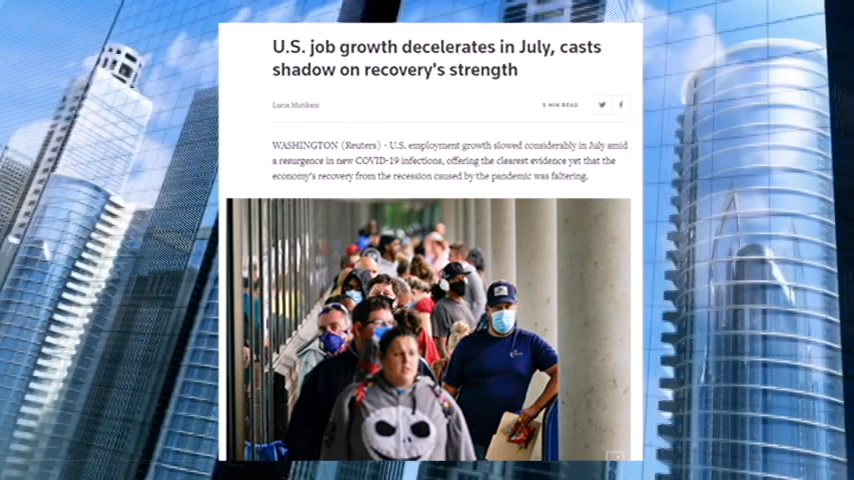 U.S. job growth decelerates in July, casts
shadow on recovery's strength
Lucia Mutikani
5 MIN READ
WASHINGTON (Reuters) - U.S. employment growth slowed considerably in July amid
a resurgence in new COVID-19 infections, offering the clearest evidence yet that the
economy's recovery from the recession caused by the pandemic was faltering.